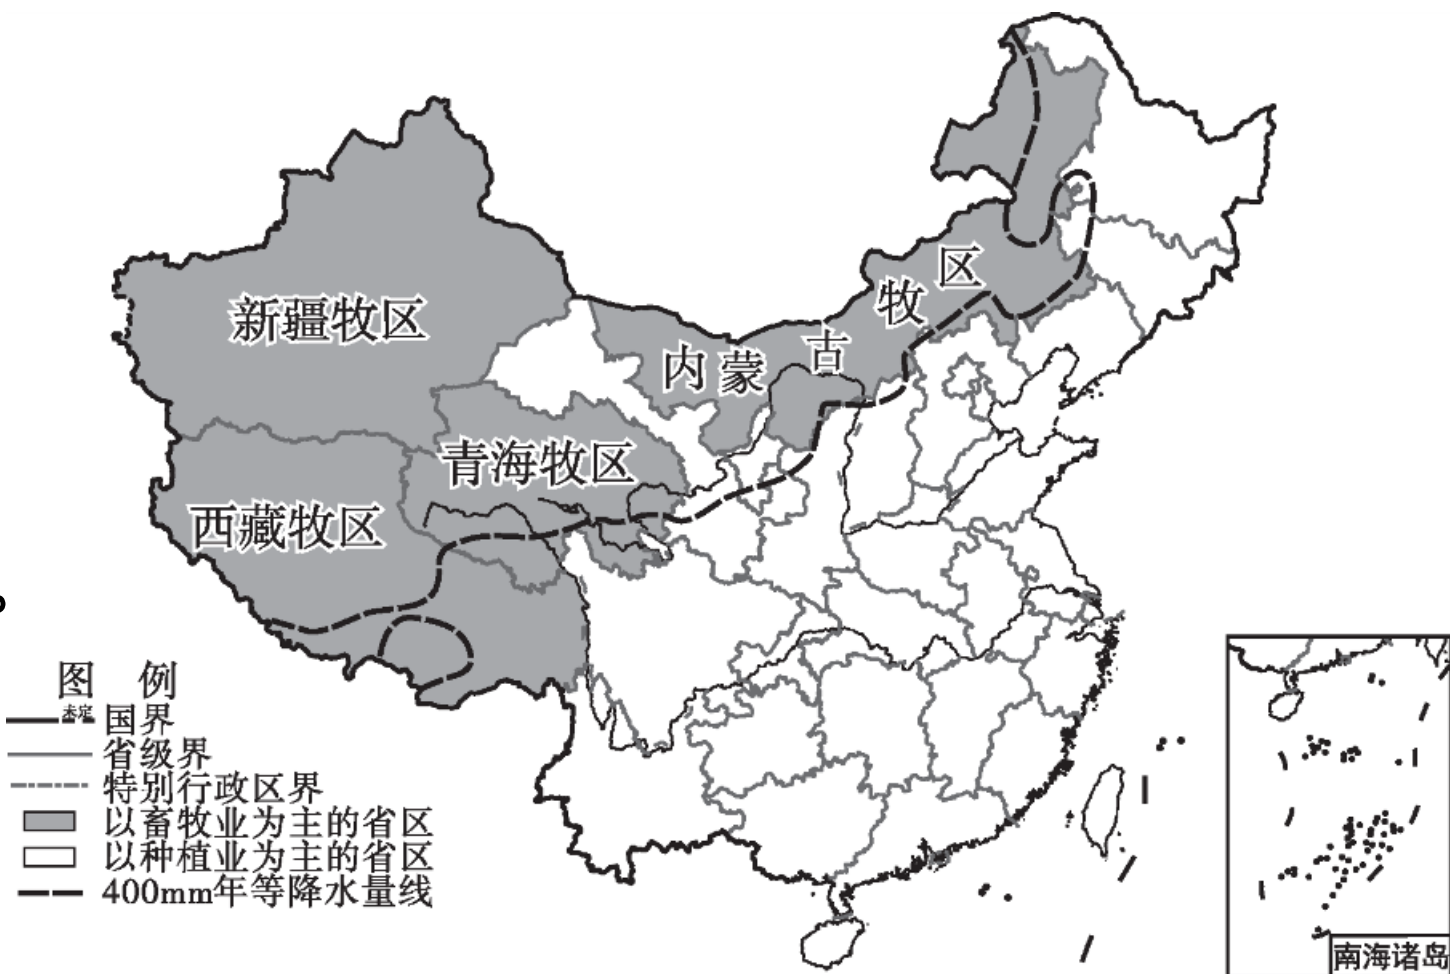 新疆牧区
内蒙古牧区
青海牧区
西藏牧区
图 例
未定
国界
省级界
特别行政区界
以畜牧业为主的省区
以种植业为主的省区
400mm年等降水量线
南海诸岛